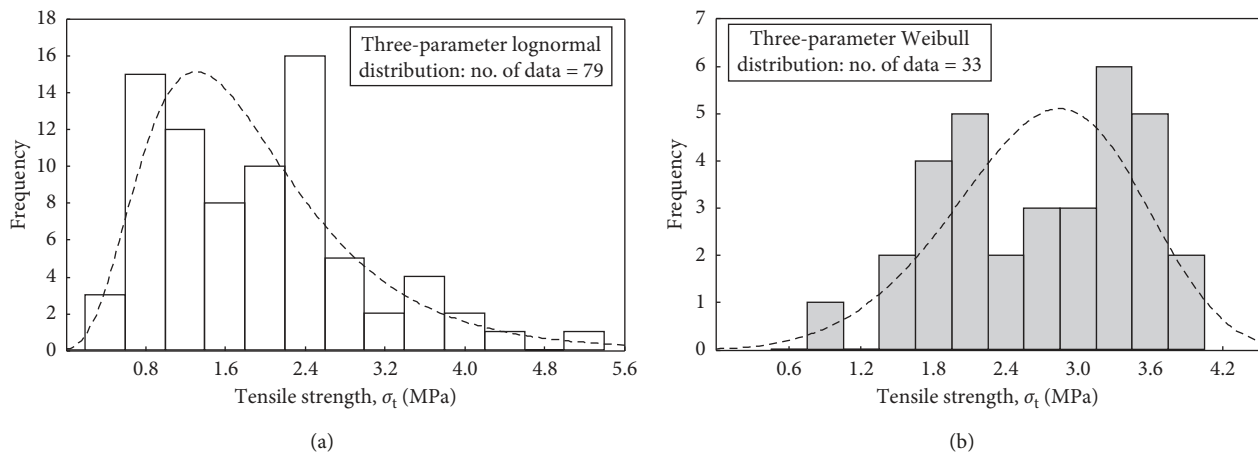 18
16
14
12
10
8
6
4
2
0
Frequency
Three-parameter lognormal
distribution: no. of data = 79
0.8 1.6 2.4 3.2 4.0 4.8 5.6
Tensile strength, σt (MPa)
(a)
7
6
5
4
3
2
1
0
Frequency
Three-parameter Weibull
distribution: no. of data = 33
0.6 1.2 1.8 2.4 3.0 3.6 4.2
Tensile strength, σt (MPa)
(b)